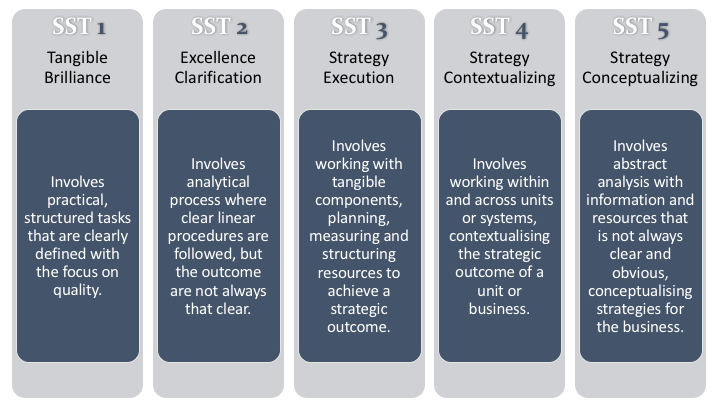 SST 1
Tangible
Brilliance
Involves
practical,
structured tasks
that are clearly
defined with
the focus on
quality.
SST 2
Excellence
Clarification
Involves
analytical
process where
clear linear
procedures are
followed, but
the outcome
are not always
that clear.
SST 3
Strategy
Execution
Involves
working with
tangible
components,
planning,
measuring and
structuring
resources to
achieve a
strategic
outcome.
SST 4
Strategy
Contextualizing
Involves
working within
and across units
or systems,
contextualising
the strategic
outcome of a
unit or
business.
SST 5
Strategy
Conceptualizing
Involves
abstract
analysis with
information and
resources that
is not always
clear and
obvious,
conceptualising
strategies for
the business.